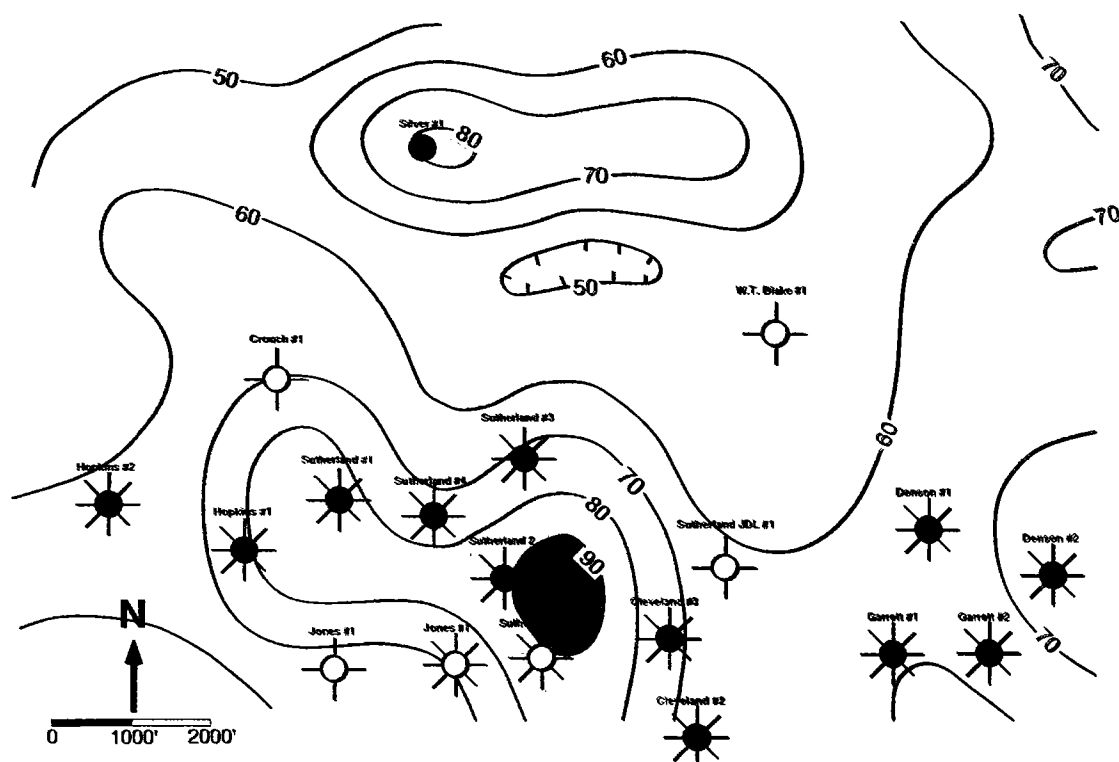 60
70
50
Silver #1
80
70
60
70
50
W.T. Blake #1
Crouch #1
Sutherland #3
60
Hopkins #2
Sutherland #1
Sutherland #4
70
Denson #1
80
Hopkins #1
Sutherland JDL #1
Sutherland 2
Denson #2
90
N
Cleveland #3
Jones #1
Jones #1
Garrett #1
Garrett #2
70
Cleveland #2
0 1000' 2000'